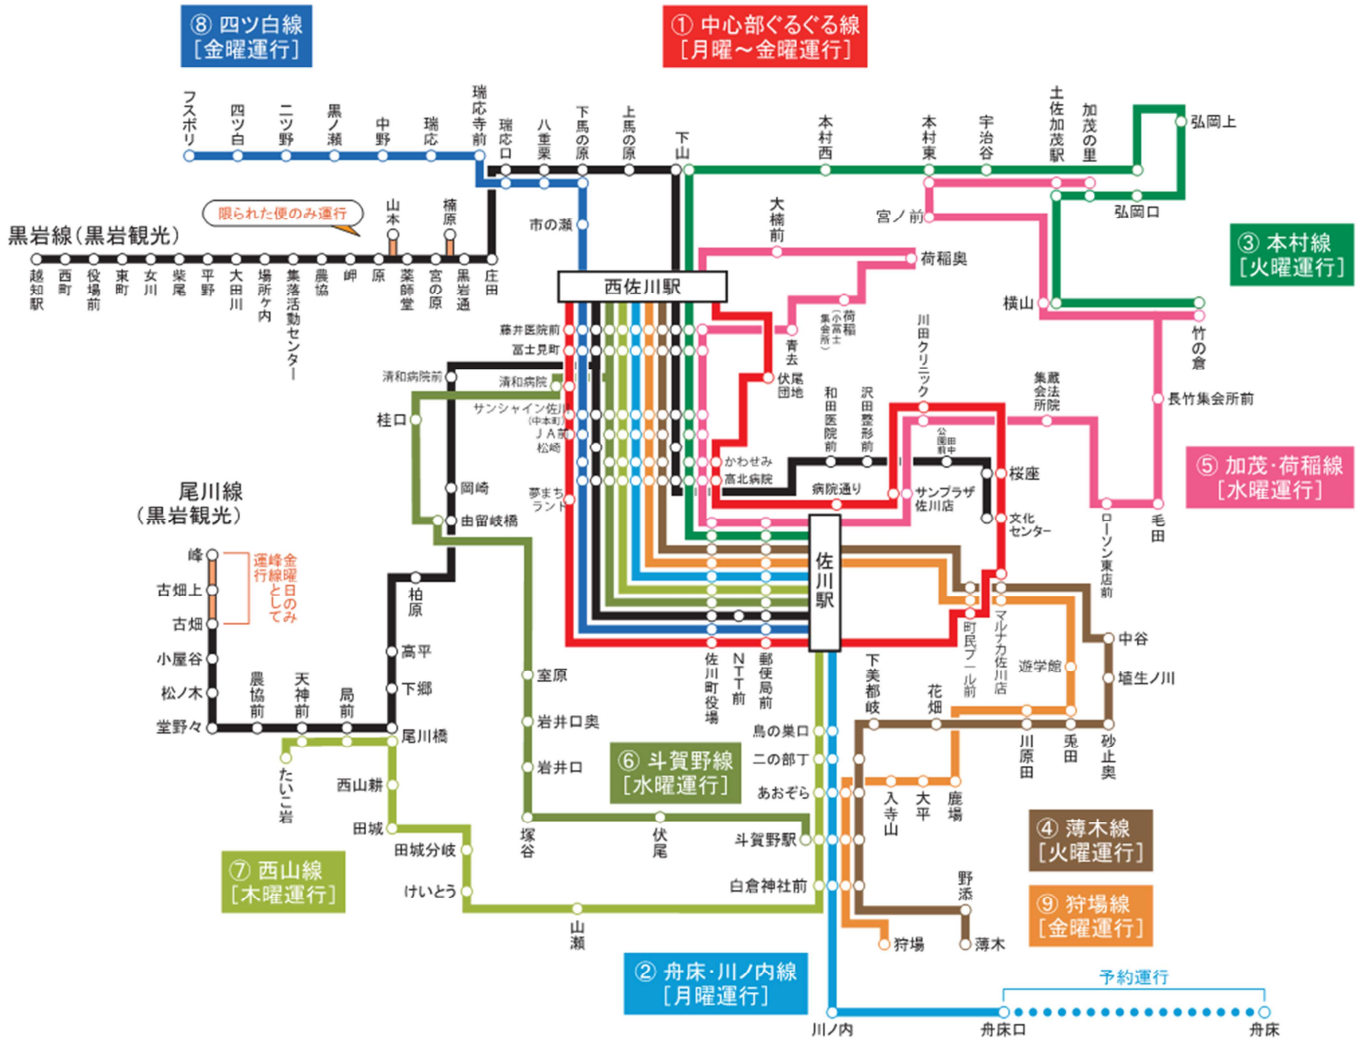 ⑧ 四ツ白線
[金曜運行]
① 中心部ぐるぐる線
[月曜～金曜運行]
フスボリ
四ツ白
二ツ野
黒ノ瀬
中野
瑞応
瑞応寺前
瑞応口
八重栗
下馬の原
上馬の原
下山
本村西
本村東
宇治谷
土佐加茂駅
加茂の里
弘岡上
弘岡口
宮ノ前
③ 本村線
[火曜運行]
限られた便のみ運行
山本
楠原
市の瀬
大楠前
荷稲奥
黒岩線(黒岩観光)
越知駅
西町
役場前
東町
女川
柴尾
平野
大田川
場所ケ内
集落活動センター
農協
岬
原
薬師堂
宮の原
黒岩通
庄田
西佐川駅
横山
竹の倉
荷稲
(小富士集会所)
青去
藤井医院前
冨士見町
清和病院前
清和病院
伏尾団地
川田クリニック
和田医院前
沢田整形前
田中公園前
集会所
蔵法院
長竹集会所前
桂口
サンシャイン佐川
(中本町)
JA前
松崎
かわせみ
高北病院
病院通り
サンプラザ佐川店
桜座
文化センター
⑤ 加茂・荷稲線
[水曜運行]
ローソン東店前
毛田
夢まちランド
岡崎
由留岐橋
尾川線
(黒岩観光)
峰
古畑上
古畑
金曜日のみ
峰線として
運行
小屋谷
松ノ木
堂野々
農協前
天神前
局前
柏原
高平
下郷
尾川橋
たいこ岩
西山耕
田城
田城分岐
けいとう
山瀬
佐川駅
佐川町役場
NTT前
郵便局前
町民プール前
マルナカ佐川店
中谷
埴生ノ川
遊学館
下美都岐
花畑
川原田
兎田
砂止奥
室原
岩井口奥
岩井口
塚谷
伏尾
⑥ 斗賀野線
[水曜運行]
鳥の巣口
二の部丁
あおぞら
斗賀野駅
白倉神社前
入寺山
大平
鹿場
④ 薄木線
[火曜運行]
⑦ 西山線
[木曜運行]
野添
薄木
狩場
⑨ 狩場線
[金曜運行]
② 舟床・川ノ内線
[月曜運行]
予約運行
川ノ内
舟床口
舟床